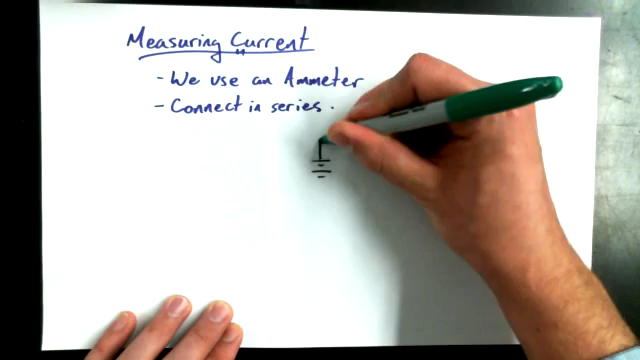 Measuring Current
- We use an Ammeter
- Connect in series.